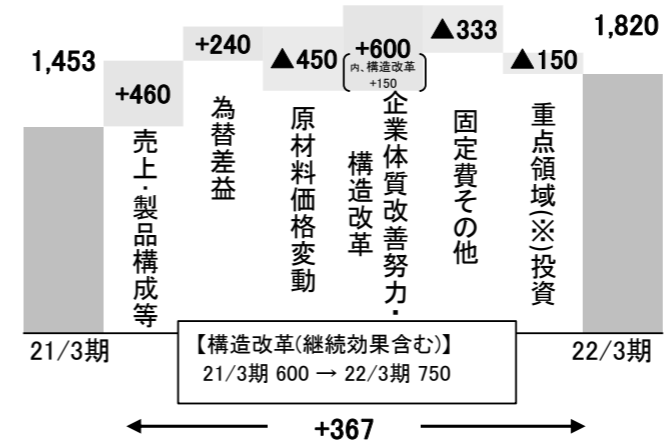 1,453
+460
売上・製品構成等
+240
為替差益
▲450
原材料価格変動
+600
内、構造改革
+150
企業体質改善努力・
構造改革
▲333
固定費その他
▲150
重点領域(※)投資
1,820
21/3期
22/3期
【構造改革(継続効果含む)】
21/3期 600 → 22/3期 750
+367